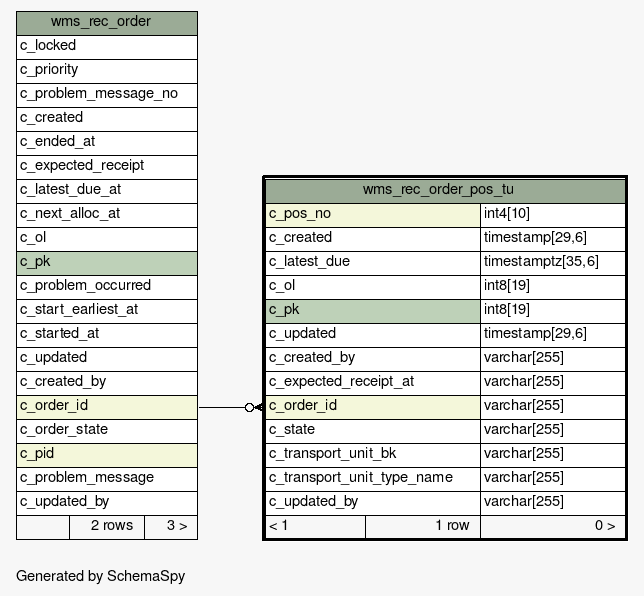 wms_rec_order
c_locked
c_priority
c_problem_message_no
c_created
c_ended_at
c_expected_receipt
c_latest_due_at
c_next_alloc_at
c_ol
c_pk
c_problem_occurred
c_start_earliest_at
c_started_at
c_updated
c_created_by
c_order_id
c_order_state
c_pid
c_problem_message
c_updated_by
2 rows 3 >
wms_rec_order_pos_tu
c_pos_no int4[10]
c_created timestamp[29,6]
c_latest_due timestamptz[35,6]
c_ol int8[19]
c_pk int8[19]
c_updated timestamp[29,6]
c_created_by varchar[255]
c_expected_receipt_at varchar[255]
c_order_id varchar[255]
c_state varchar[255]
c_transport_unit_bk varchar[255]
c_transport_unit_type_name varchar[255]
c_updated_by varchar[255]
< 1 1 row 0 >
Generated by SchemaSpy